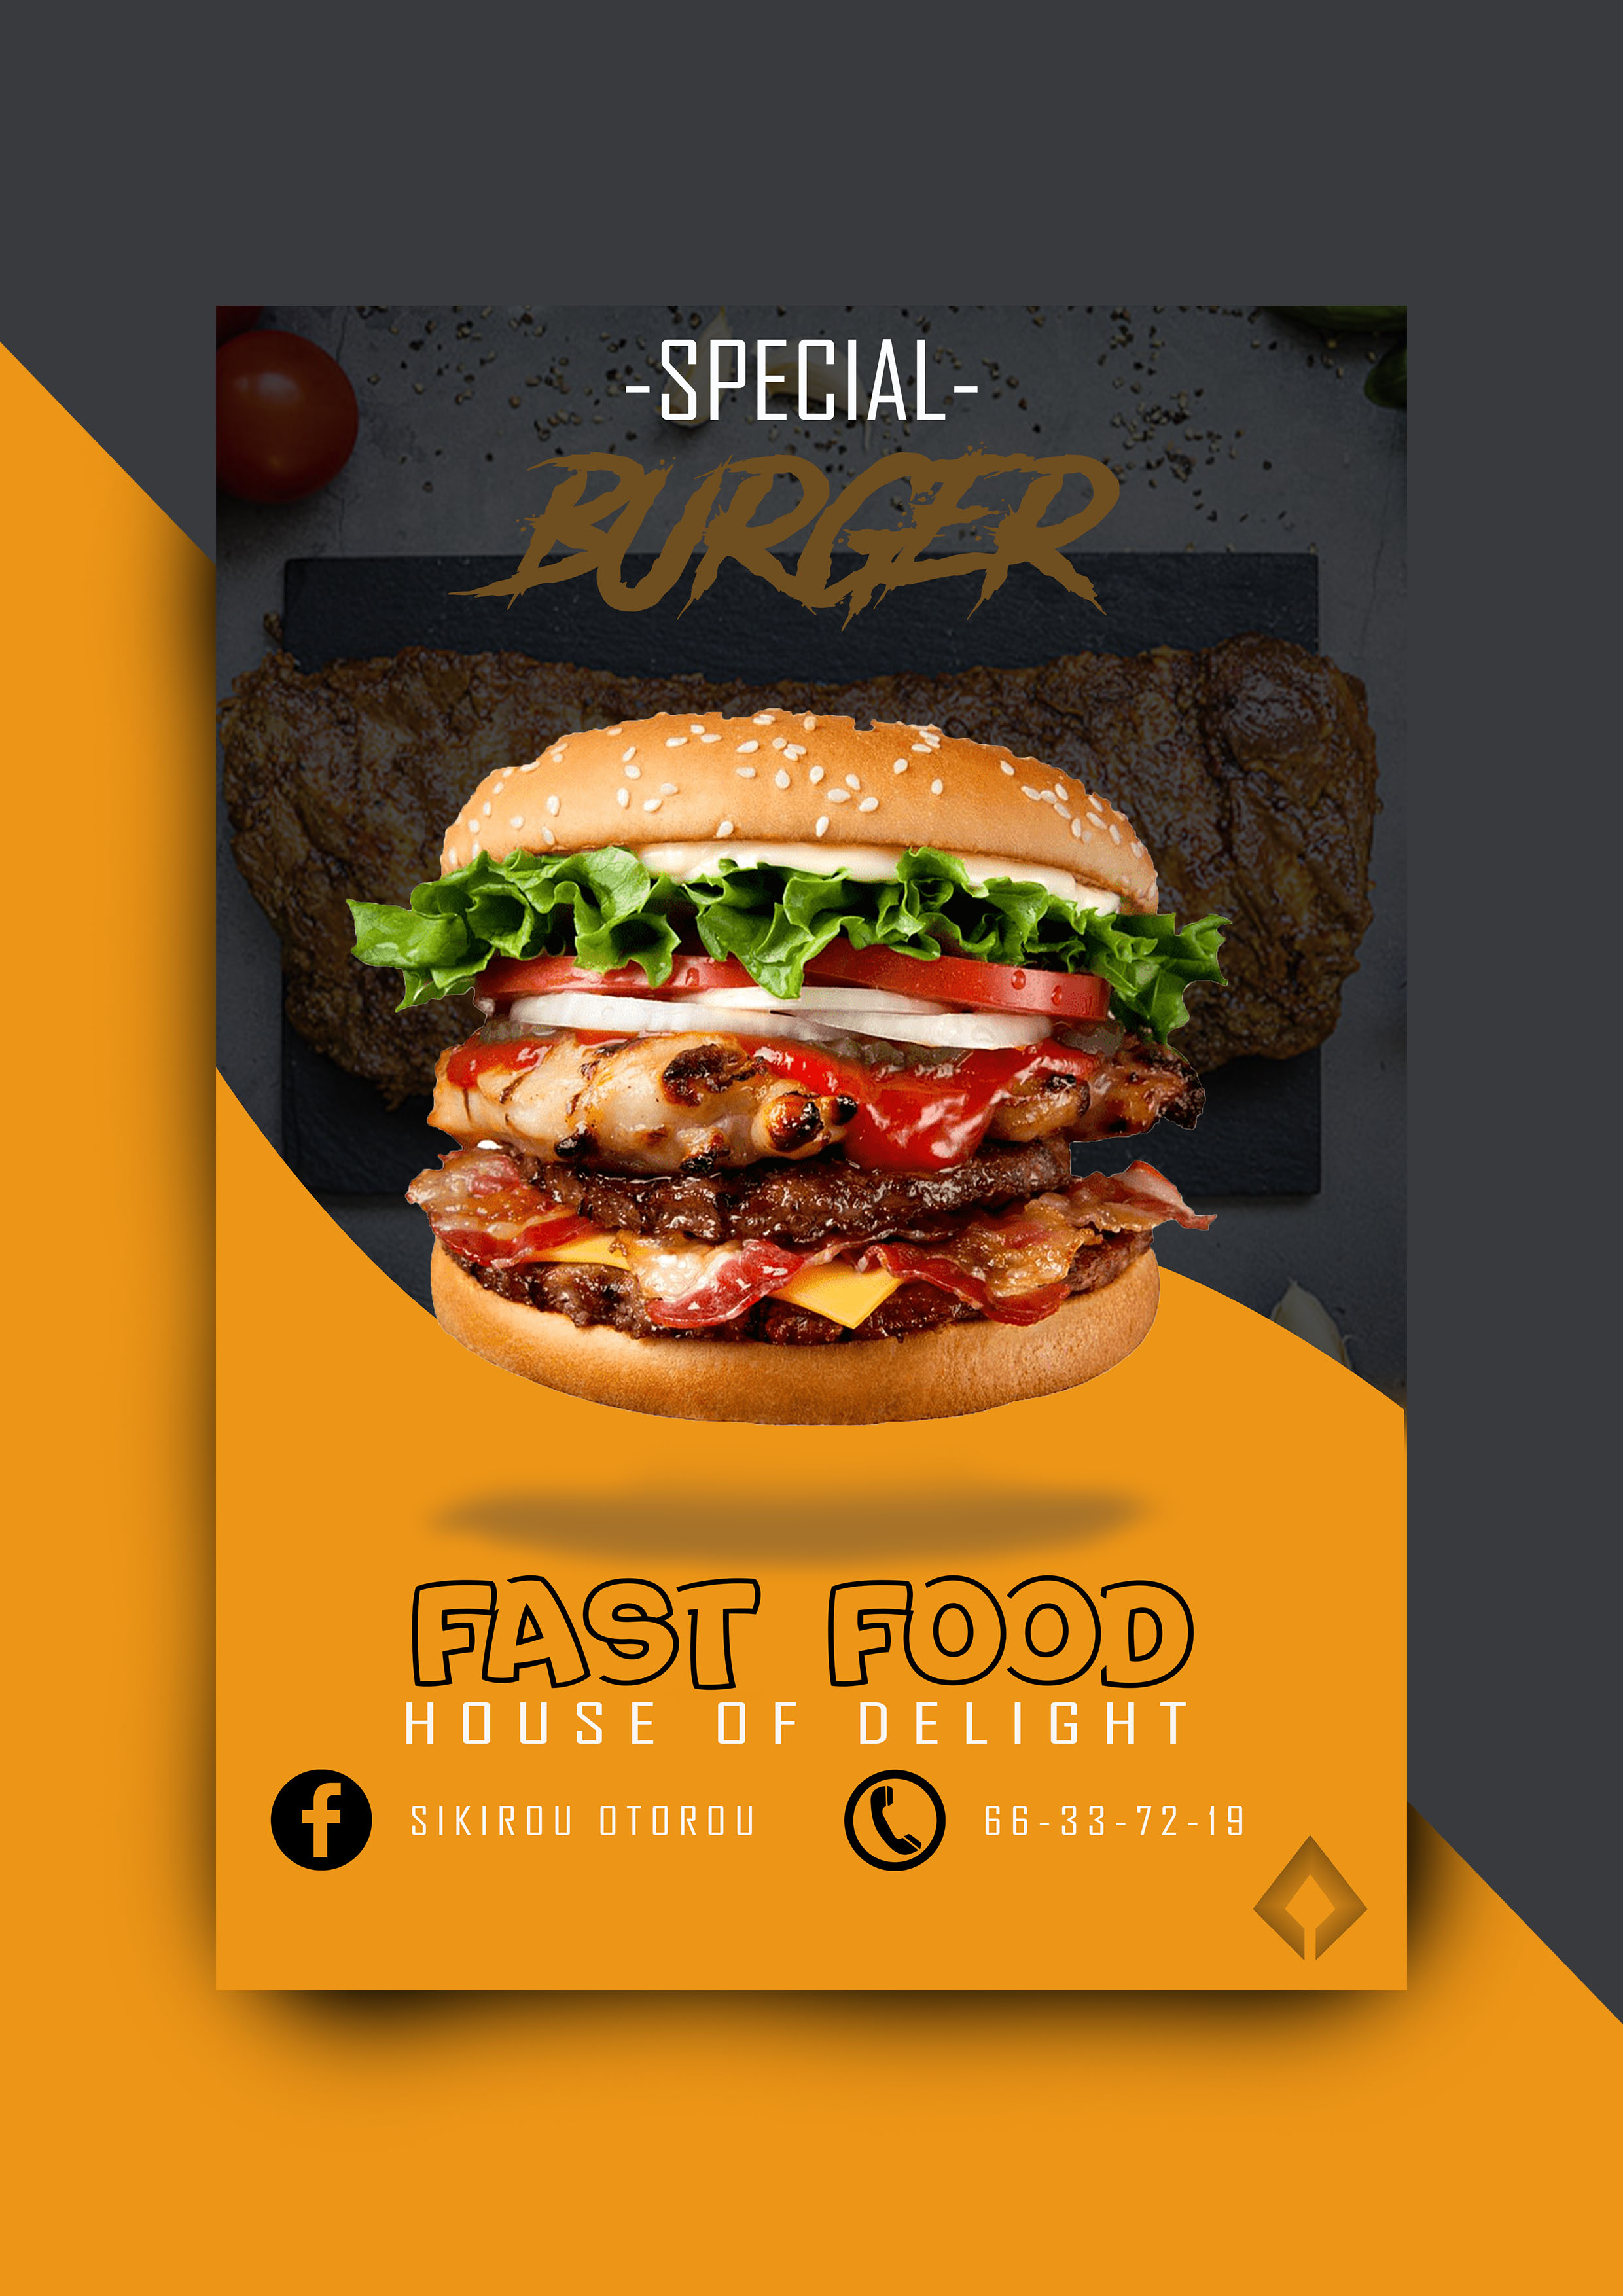 -SPECIAL-
BURGER
FAST FOOD
HOUSE OF DELIGHT
SIKIROU OTOROU
66-33-72-19